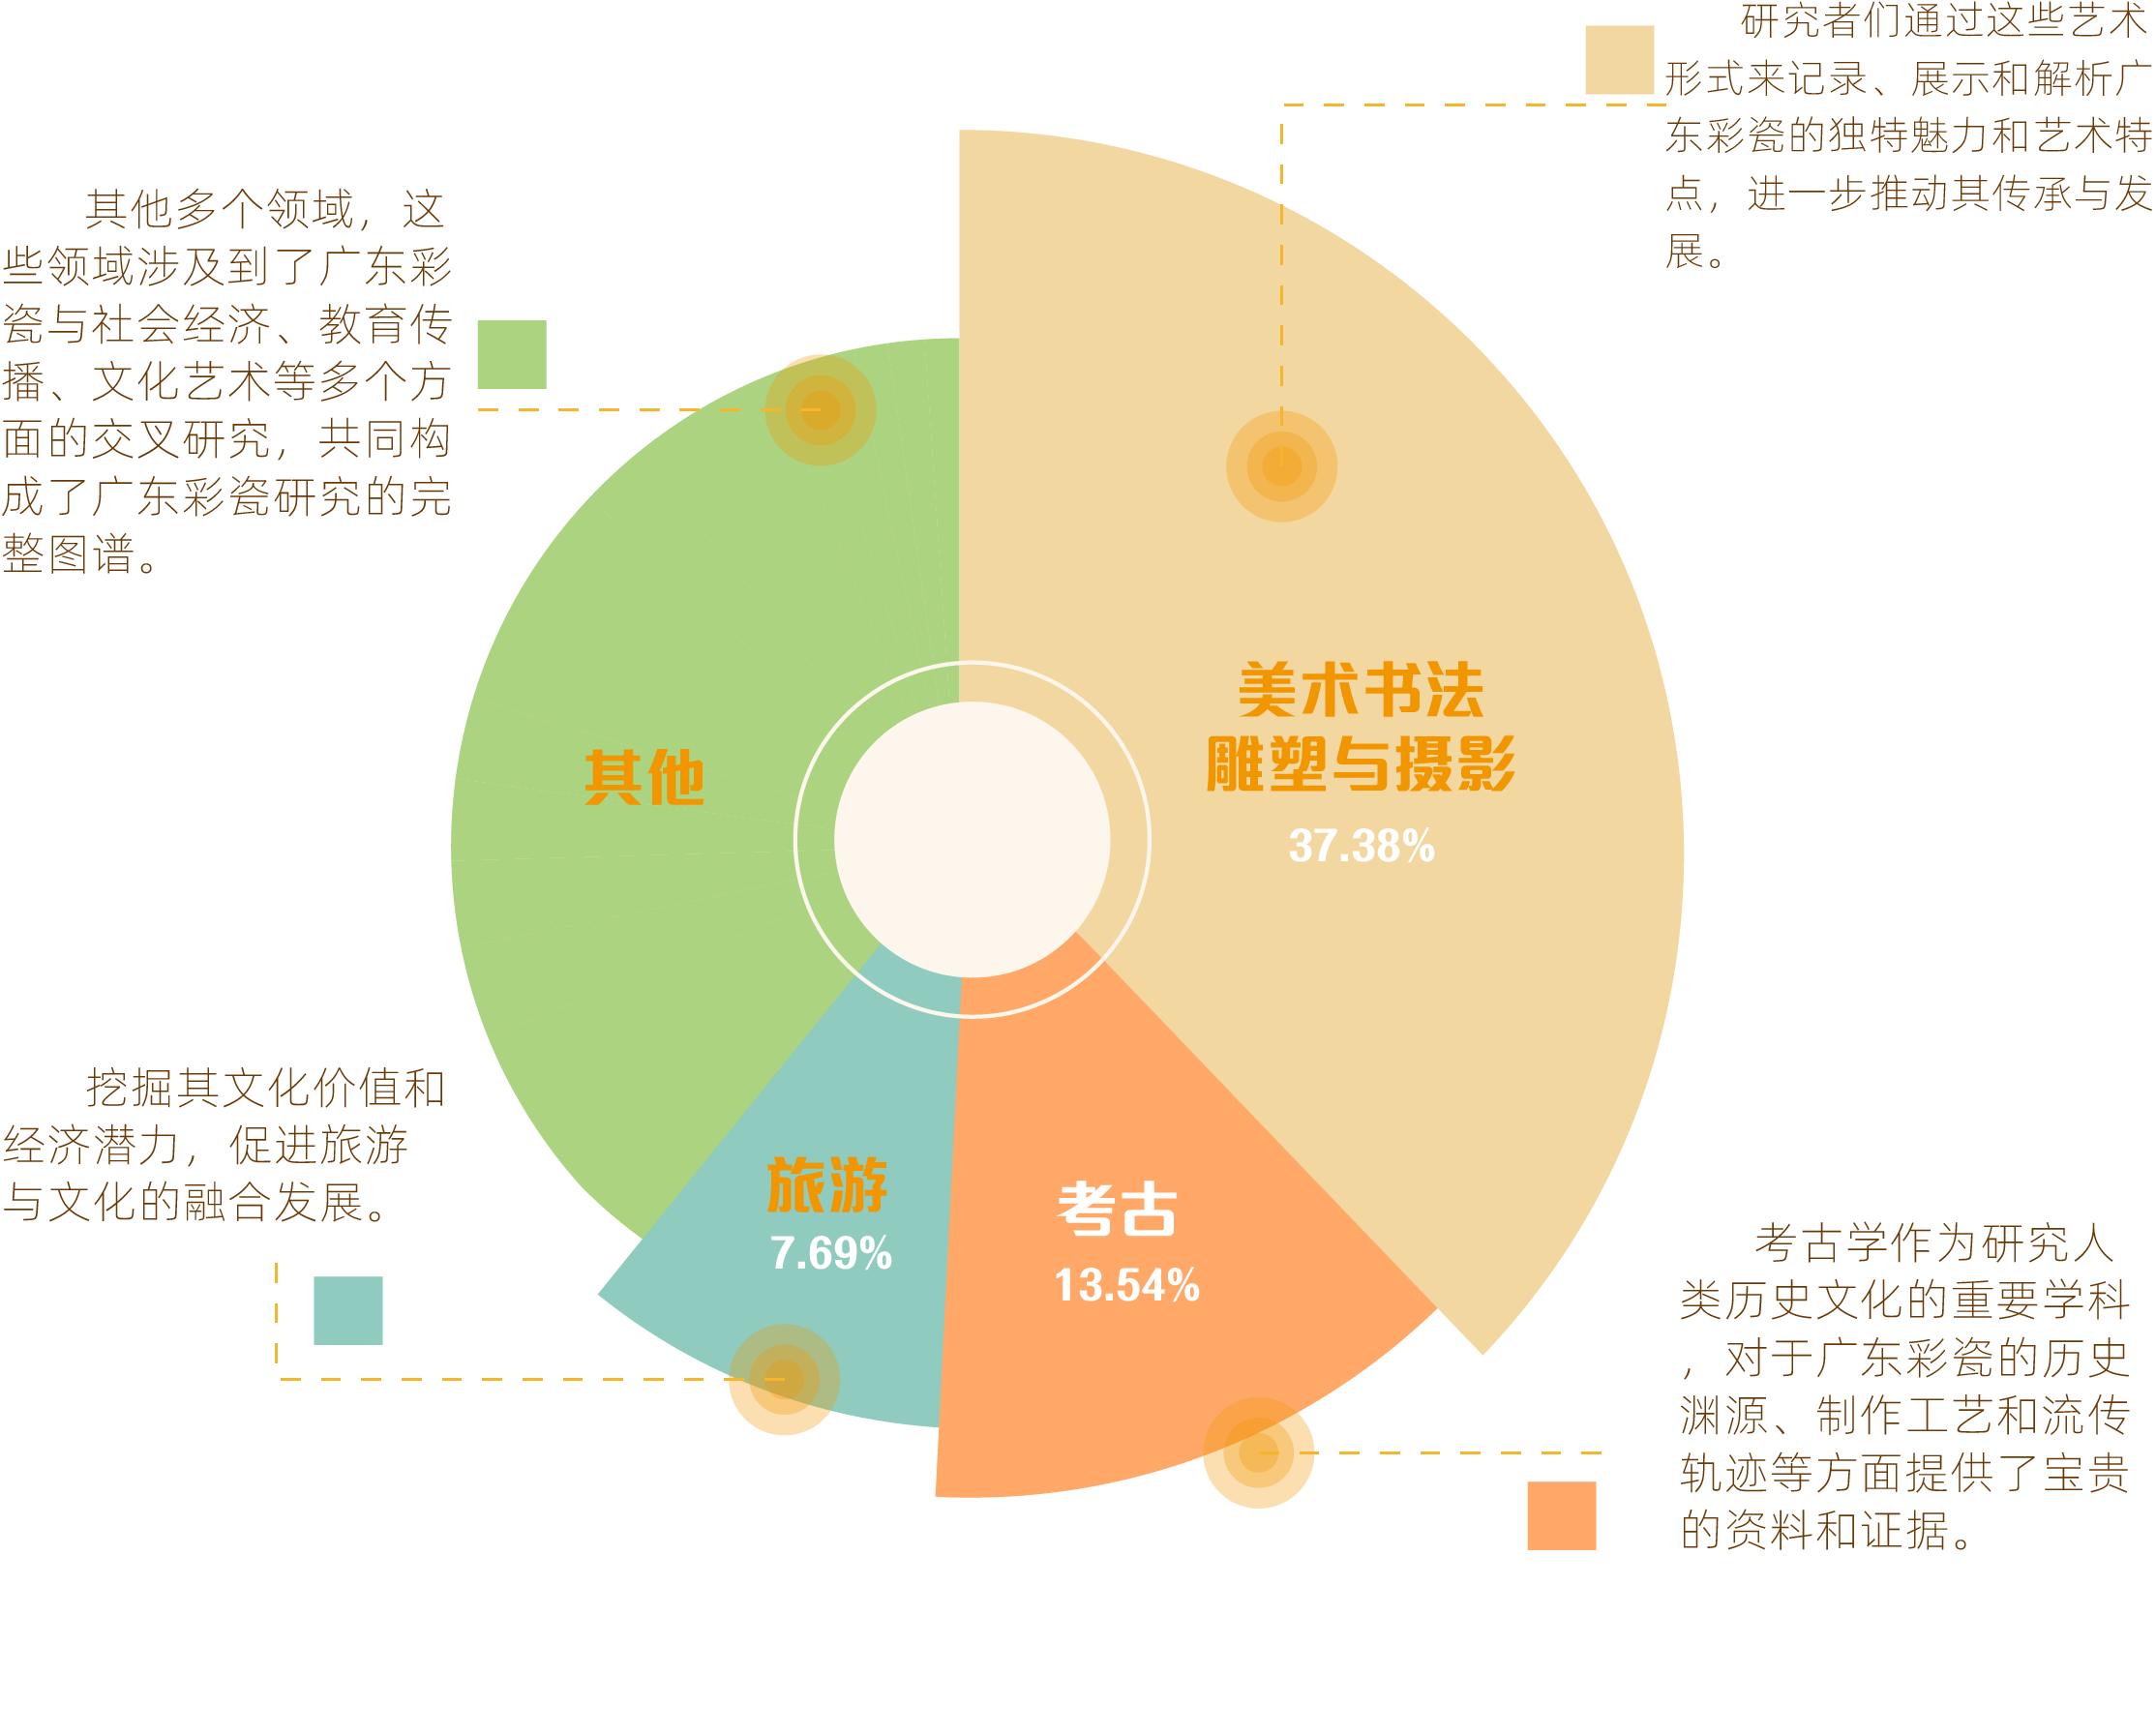 研究者们通过这些艺术
形式来记录、展示和解析广
东彩瓷的独特魅力和艺术特
点，进一步推动其传承与发
展。
其他多个领域，这
些领域涉及到了广东彩
瓷与社会经济、教育传
播、文化艺术等多个方
面的交叉研究，共同构
成了广东彩瓷研究的完
整图谱。
美术书法
雕塑与摄影
37.38%
其他
挖掘其文化价值和
经济潜力，促进旅游
与文化的融合发展。
旅游
7.69%
考古
13.54%
考古学作为研究人
类历史文化的重要学科
，对于广东彩瓷的历史
渊源、制作工艺和流传
轨迹等方面提供了宝贵
的资料和证据。